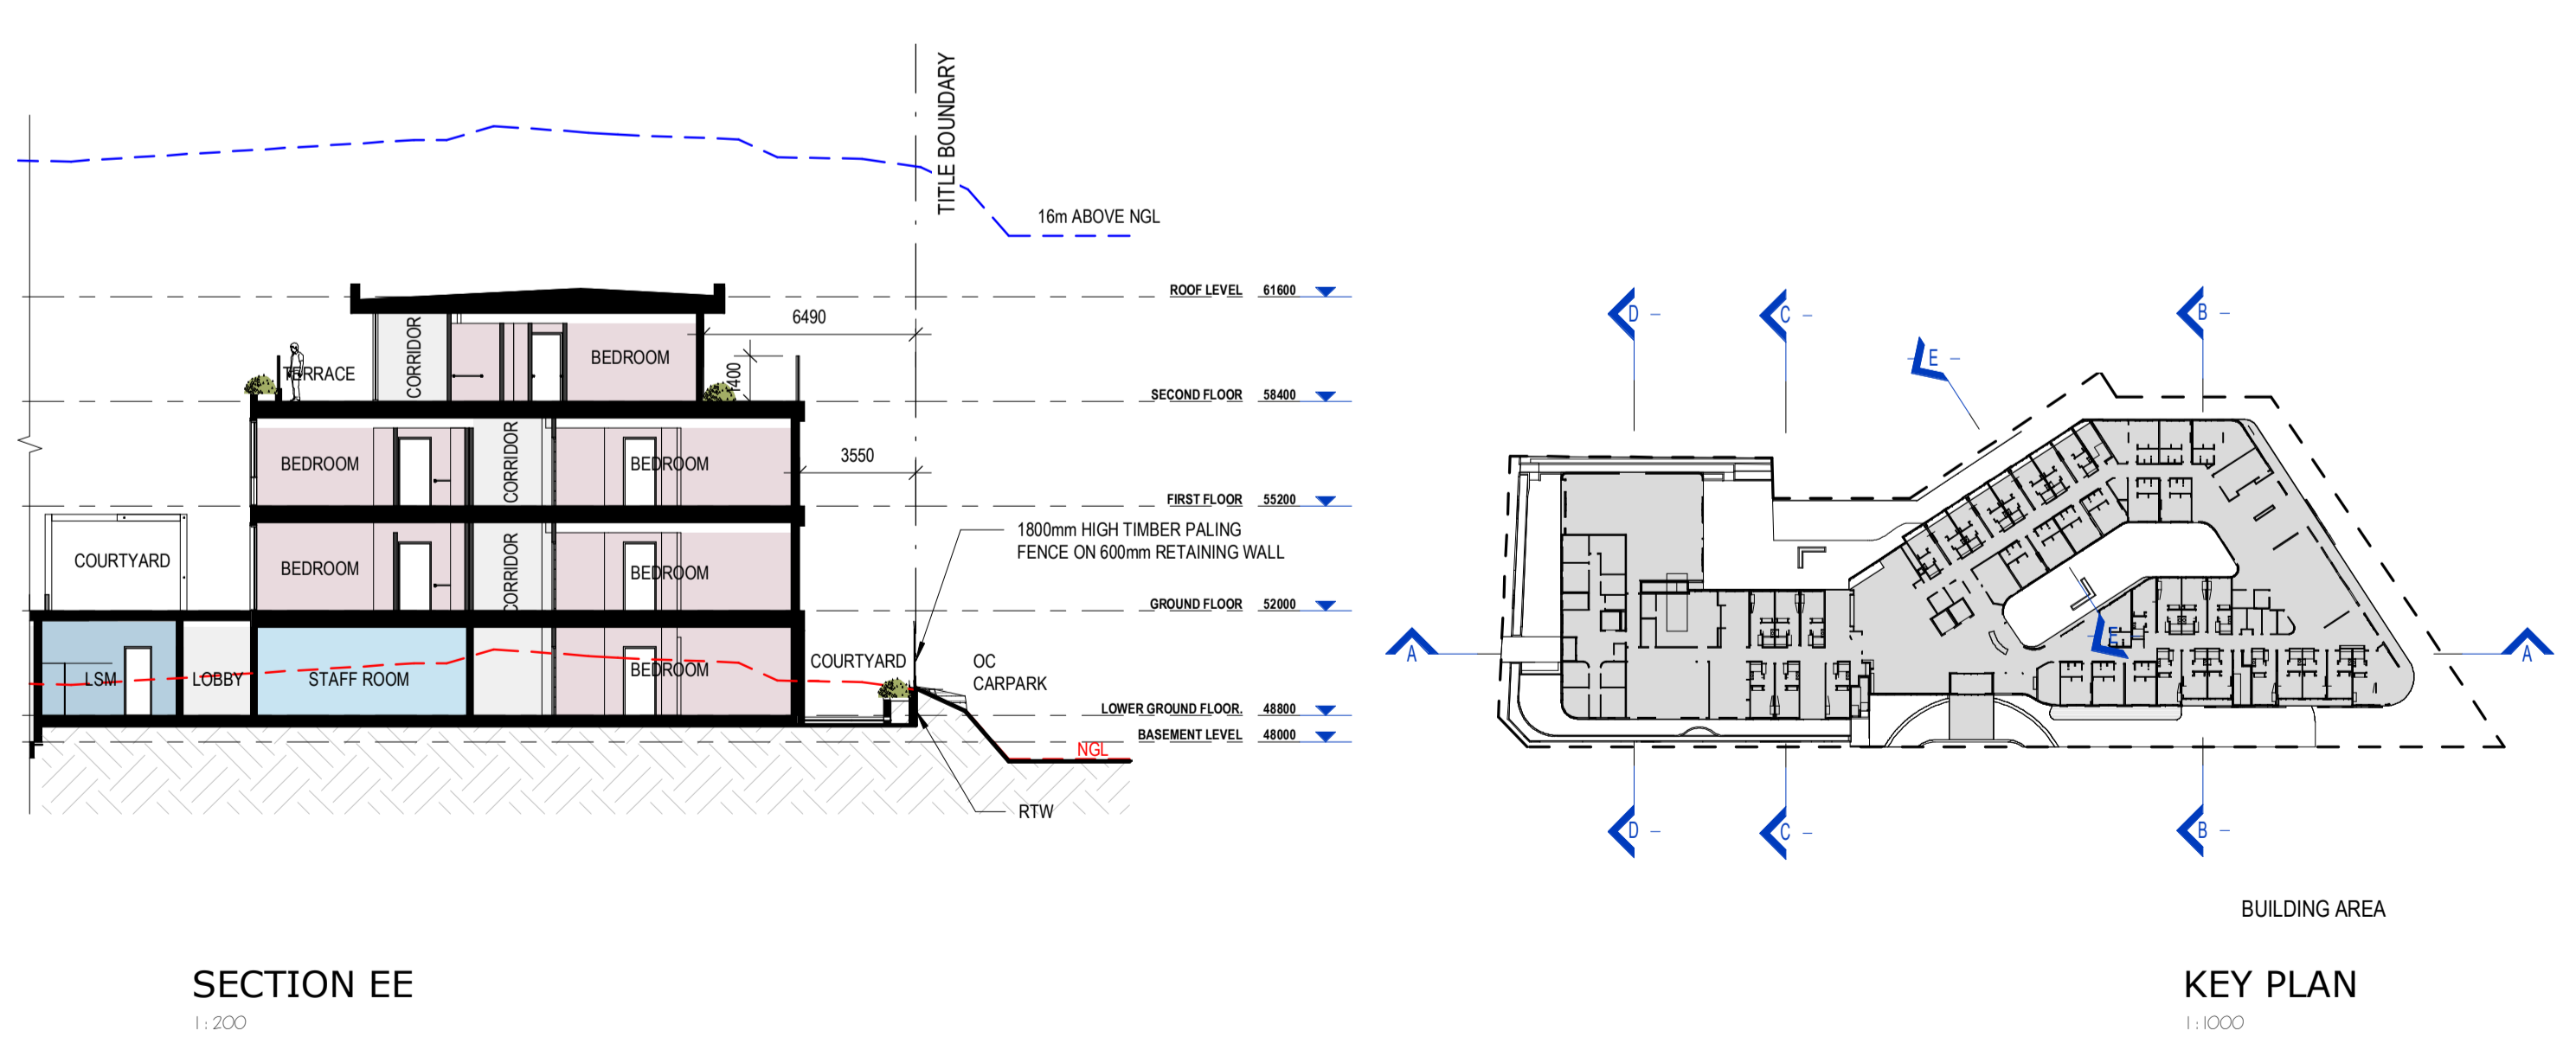 TITLE BOUNDARY
16m ABOVE NGL
ROOF LEVEL 61600
6490
CORRIDOR
BEDROOM
TERRACE
1400
SECOND FLOOR 58400
BEDROOM
CORRIDOR
BEDROOM
3550
FIRST FLOOR 55200
1800mm HIGH TIMBER PALING
FENCE ON 600mm RETAINING WALL
COURTYARD
BEDROOM
CORRIDOR
BEDROOM
GROUND FLOOR 52000
LSM
LOBBY
STAFF ROOM
BEDROOM
COURTYARD
OC
CARPARK
LOWER GROUND FLOOR. 48800
BASEMENT LEVEL 48000
NGL
RTW
SECTION EE
1 : 200
D
C
B
E
A
E
A
D
C
B
BUILDING AREA
KEY PLAN
1 : 1000